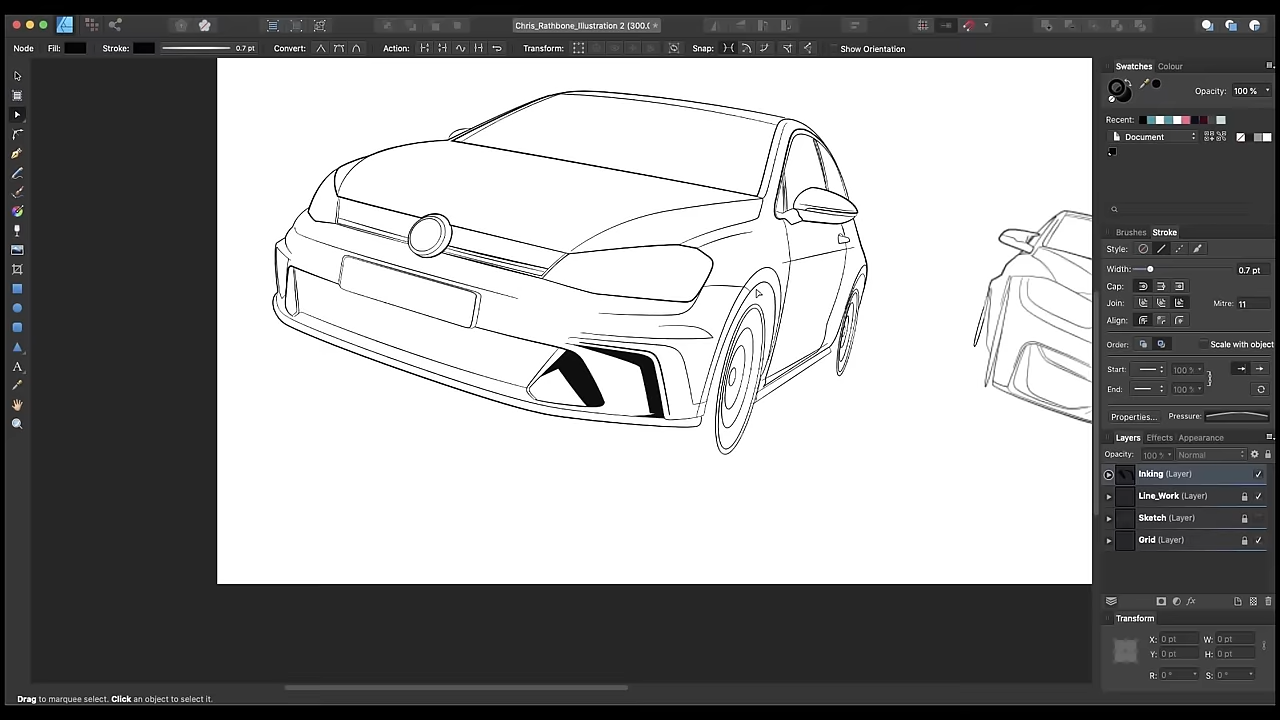 Chris_Rathbone_Illustration 2 (300.0
Node Fill: Stroke: 0.7 pt Convert: Action: Transform: Snap: Show Orientation
Swatches Colour
Opacity: 100 %
Recent:
Document
Brushes Stroke
Style:
Width: 0.7 pt
Cap:
Join: Mitre: 11
Align:
Order: Scale with object
Start: 100 %
End: 100 %
Properties... Pressure:
Layers Effects Appearance
Opacity: 100 % Normal
Inking (Layer)
Line_Work (Layer)
Sketch (Layer)
Grid (Layer)
fx
Transform
X: 0 pt W: 0 pt
Y: 0 pt H: 0 pt
R: 0 ° S: 0 °
Drag to marquee select. Click an object to select it.